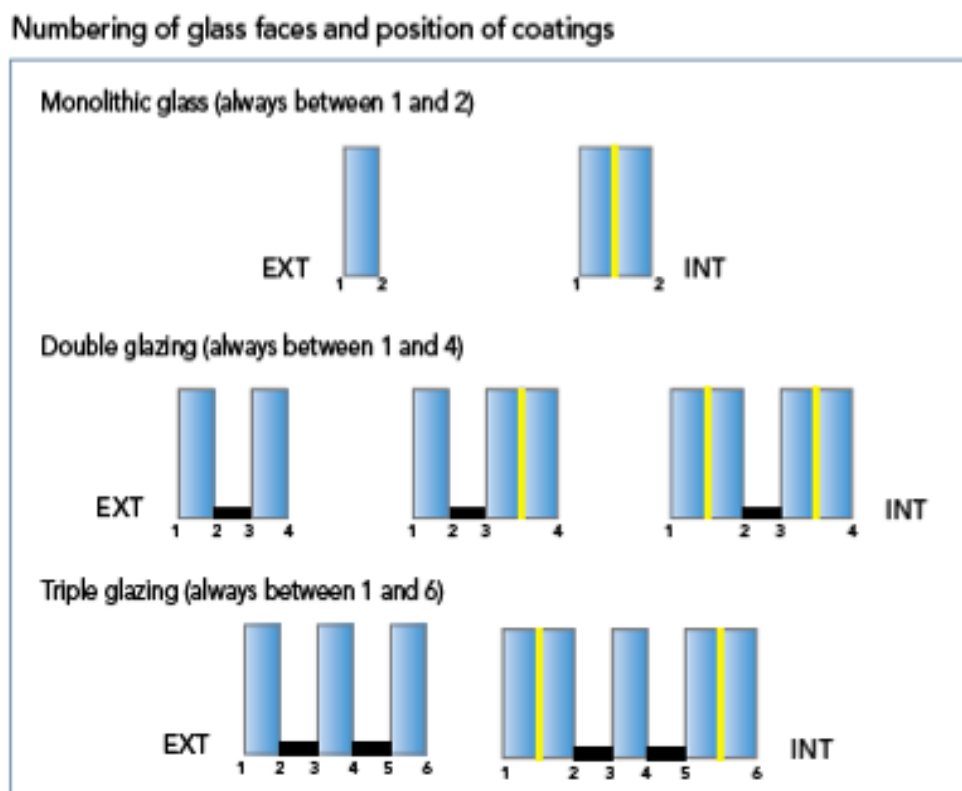 Numbering of glass faces and position of coatings
Monolithic glass (always between 1 and 2)
EXT 1 2 1 2 INT
Double glazing (always between 1 and 4)
EXT 1 2 3 4 1 2 3 4 1 2 3 4 INT
Triple glazing (always between 1 and 6)
EXT 1 2 3 4 5 6 1 2 3 4 5 6 INT